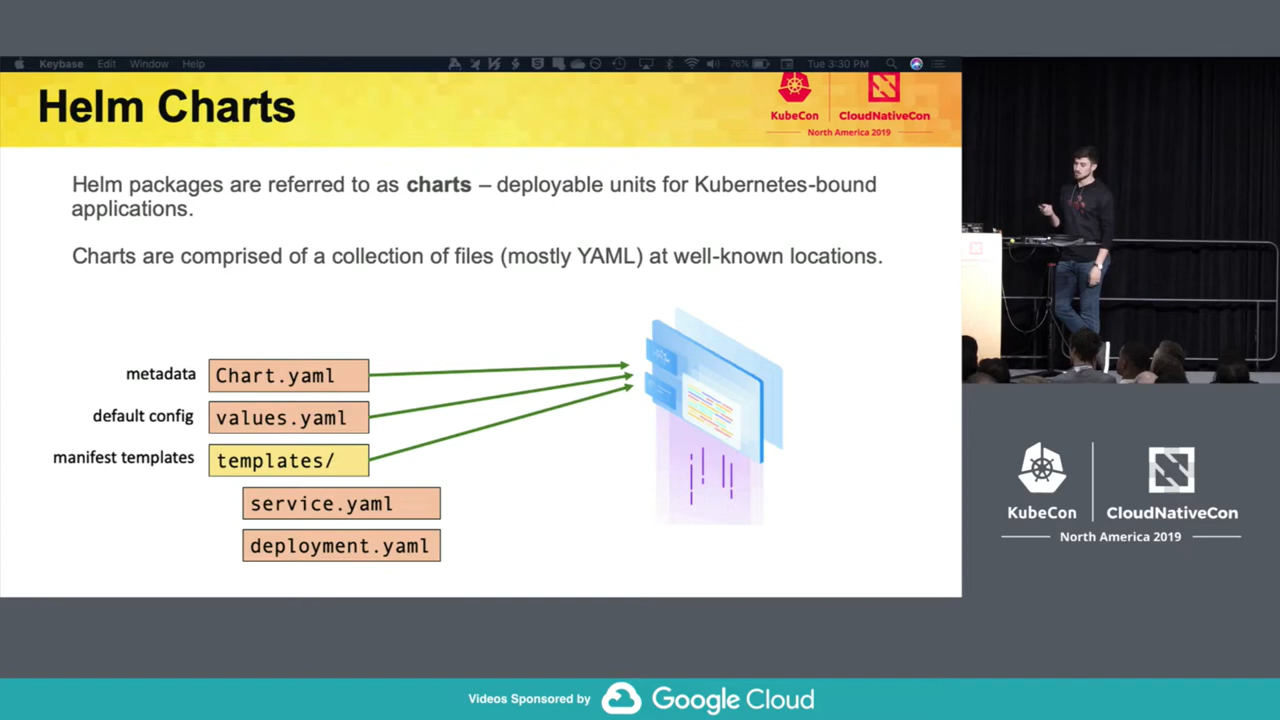 Keybase Edit Window Help
76% Tue 3:30 PM
Helm Charts
KubeCon CloudNativeCon
North America 2019
Helm packages are referred to as charts – deployable units for Kubernetes-bound
applications.
Charts are comprised of a collection of files (mostly YAML) at well-known locations.
metadata Chart.yaml
default config values.yaml
manifest templates templates/
service.yaml
deployment.yaml
KubeCon CloudNativeCon
North America 2019
Videos Sponsored by Google Cloud